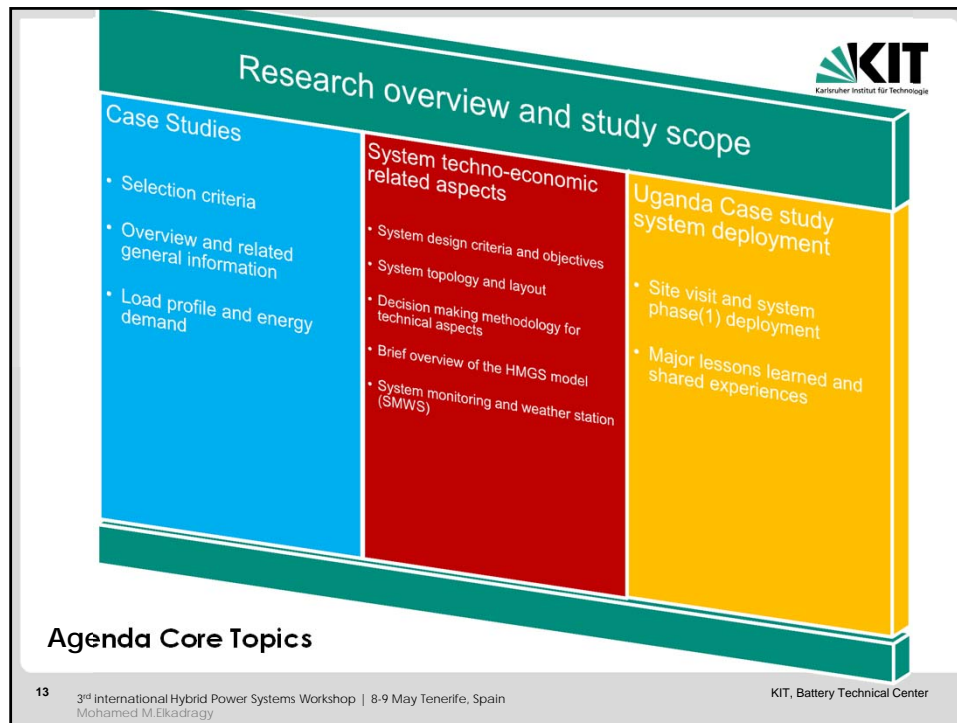 KIT
Karlsruher Institut für Technologie
Research overview and study scope
Case Studies
• Selection criteria
• Overview and related
general information
• Load profile and energy
demand
System techno-economic
related aspects
• System design criteria and objectives
• System topology and layout
• Decision making methodology for
technical aspects
• Brief overview of the HMGS model
• System monitoring and weather station
(SMWS)
Uganda Case study
system deployment
• Site visit and system
phase(1) deployment
• Major lessons learned and
shared experiences
Agenda Core Topics
13
3rd international Hybrid Power Systems Workshop | 8-9 May Tenerife, Spain
Mohamed M.Elkadragy
KIT, Battery Technical Center